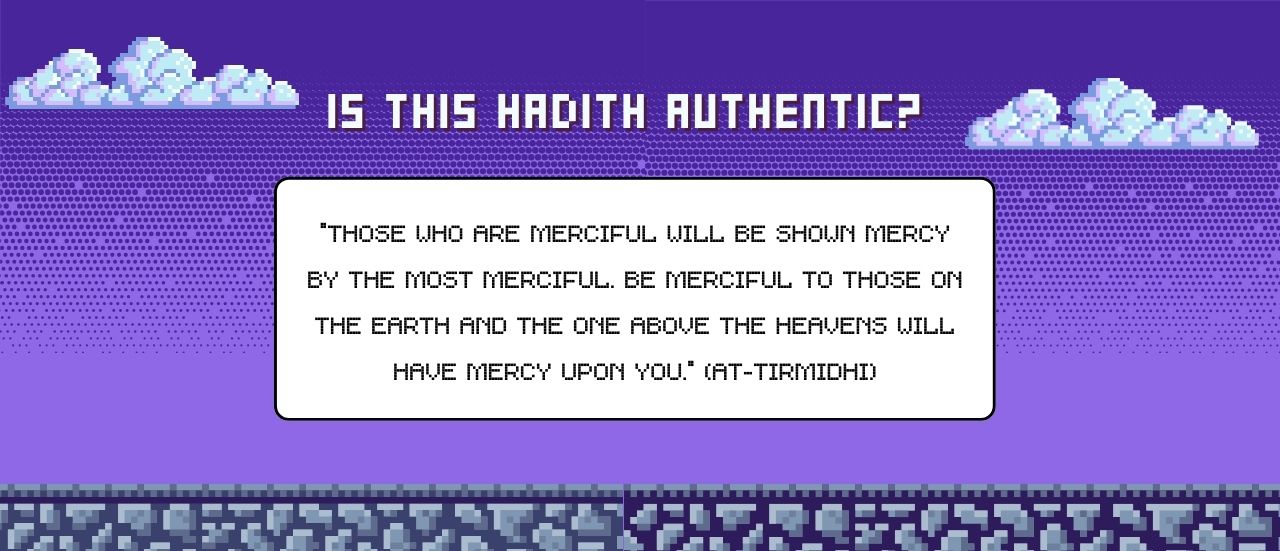 IS THIS HADITH AUTHENTIC?
"THOSE WHO ARE MERCIFUL WILL BE SHOWN MERCY
BY THE MOST MERCIFUL. BE MERCIFUL TO THOSE ON
THE EARTH AND THE ONE ABOVE THE HEAVENS WILL
HAVE MERCY UPON YOU." (AT-TIRMIDHI)